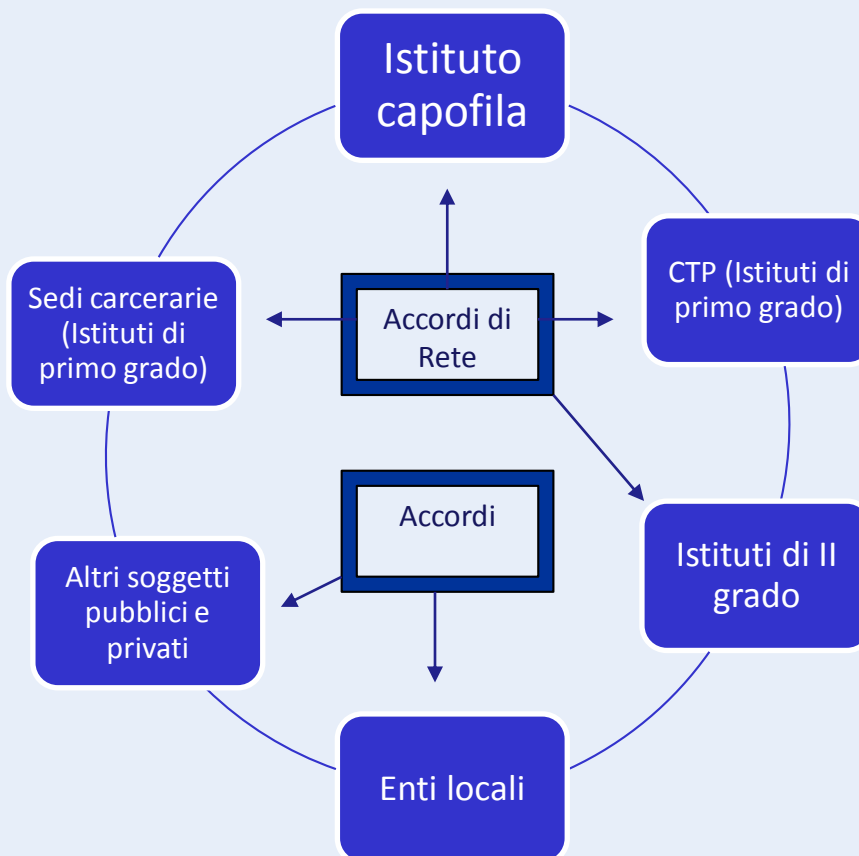 Istituto
capofila
CTP (Istituti di
primo grado)
Sedi carcerarie
(Istituti di
primo grado)
Accordi di
Rete
Accordi
Istituti di II
grado
Altri soggetti
pubblici e
privati
Enti locali